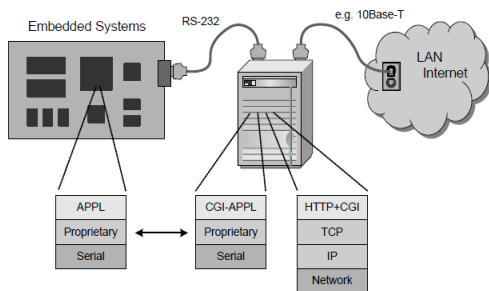 Embedded Systems
RS-232
e.g. 10Base-T
LAN
Internet
APPL
Proprietary
Serial
CGI-APPL
Proprietary
Serial
HTTP+CGI
TCP
IP
Network